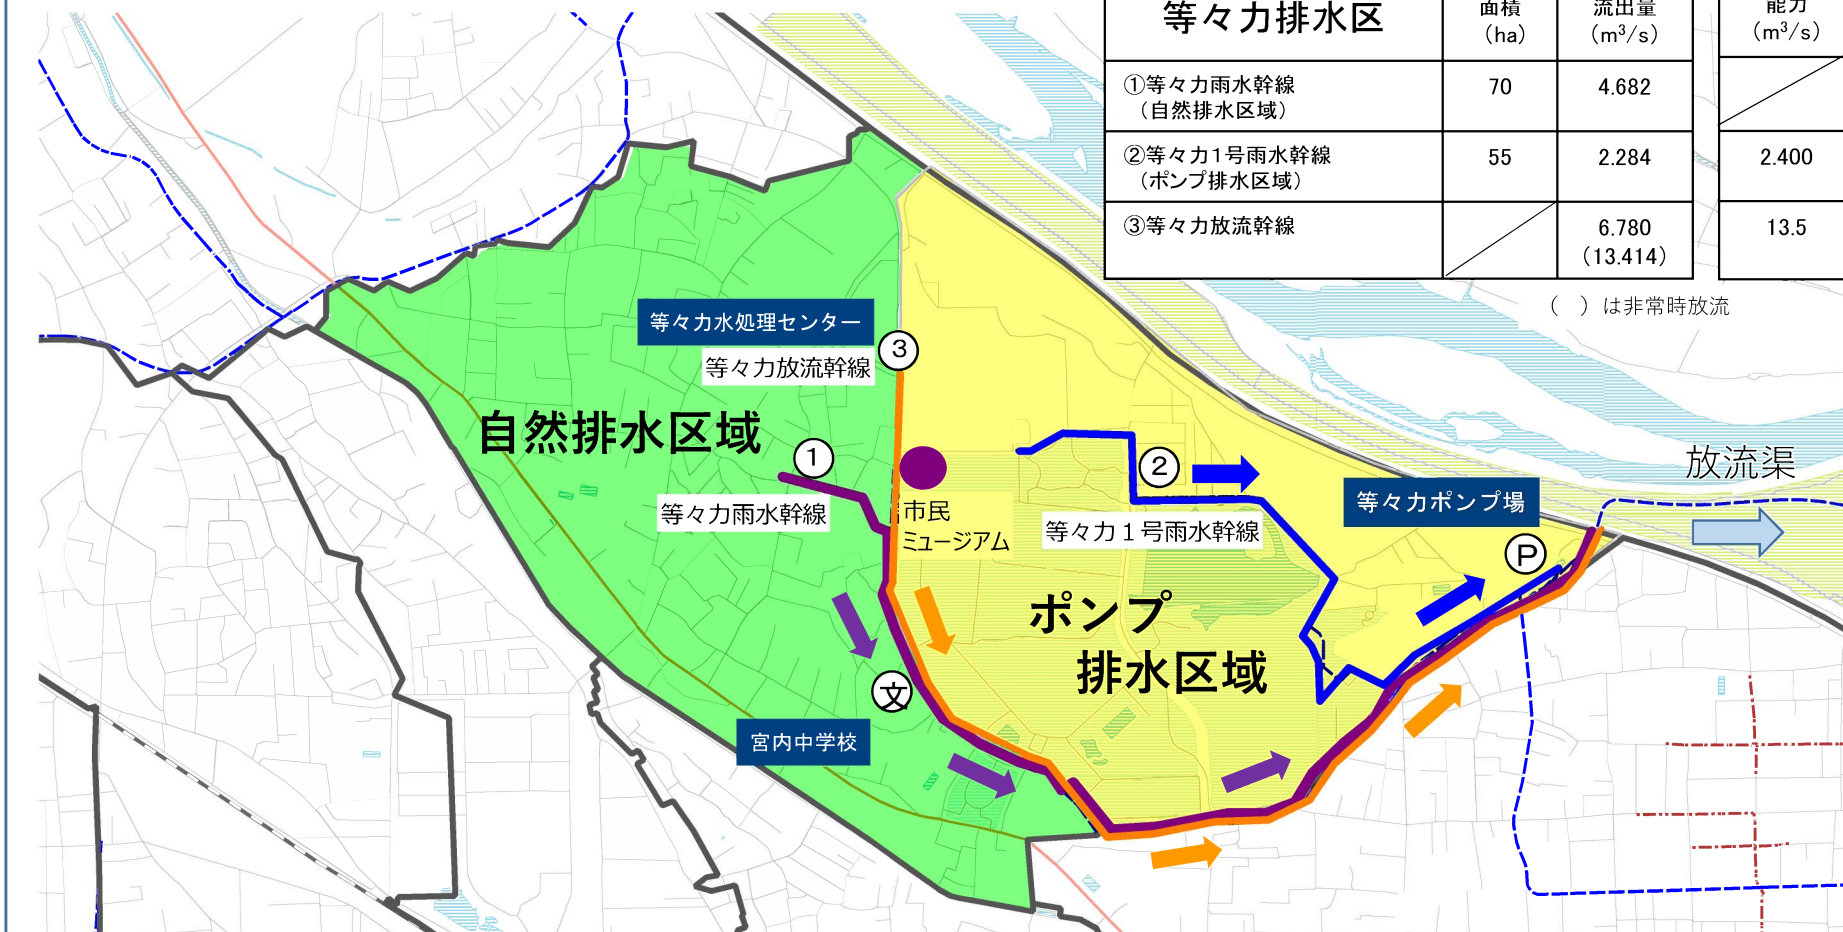 等々力排水区
面積
（ha）
流出量
（m³/s）
能力
（m³/s）
①等々力雨水幹線
（自然排水区域）
70
4.682
②等々力1号雨水幹線
（ポンプ排水区域）
55
2.284
2.400
③等々力放流幹線
6.780
（13.414）
13.5
（　）は非常時放流
等々力水処理センター
③
等々力放流幹線
自然排水区域
①
等々力雨水幹線
市民
ミュージアム
②
等々力１号雨水幹線
放流渠
等々力ポンプ場
P
ポンプ
排水区域
文
宮内中学校